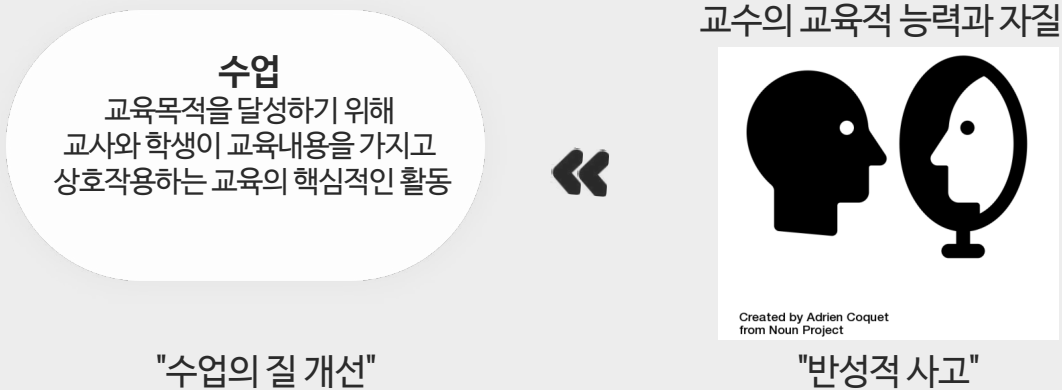 교수의 교육적 능력과 자질
수업
교육목적을 달성하기 위해
교사와 학생이 교육내용을 가지고
상호작용하는 교육의 핵심적인 활동
Created by Adrien Coquet
from Noun Project
"수업의 질 개선"
"반성적 사고"